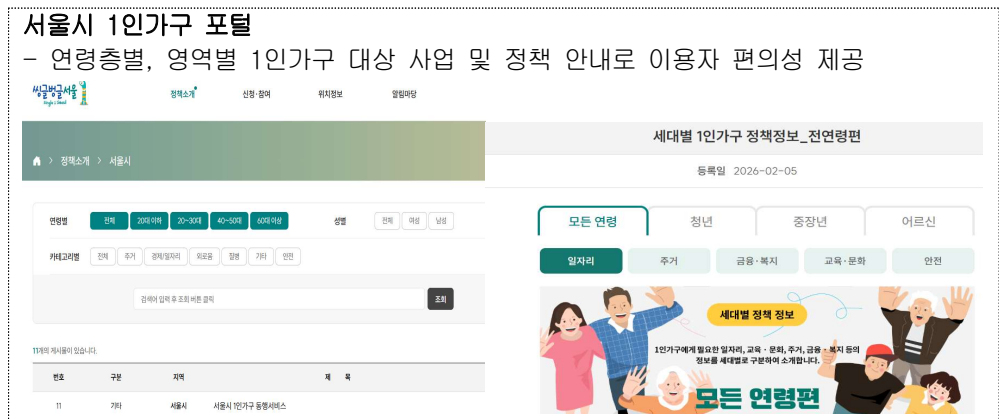 서울시 1인가구 포털
- 연령층별, 영역별 1인가구 대상 사업 및 정책 안내로 이용자 편의성 제공
씽글벙글서울
정책소개 신청·참여 위치정보 알림마당
> 정책소개 > 서울시
연령별 전체 20대 이하 20~30대 40~50대 60대 이상 성별 전체 여성 남성
카테고리별 전체 주거 경제/일자리 외로움 질병 기타 안전
검색어 입력 후 조회 버튼 클릭 조회
11개의 게시물이 있습니다.
번호 구분 지역 제 목
11 기타 서울시 서울시 1인가구 동행서비스
세대별 1인가구 정책정보_전연령편
등록일 2026-02-05
모든 연령 청년 중장년 어르신
일자리 주거 금융·복지 교육·문화 안전
세대별 정책 정보
1인가구에게 필요한 일자리, 교육·문화, 주거, 금융·복지 등의
정보를 세대별로 구분하여 소개합니다.
모든 연령편